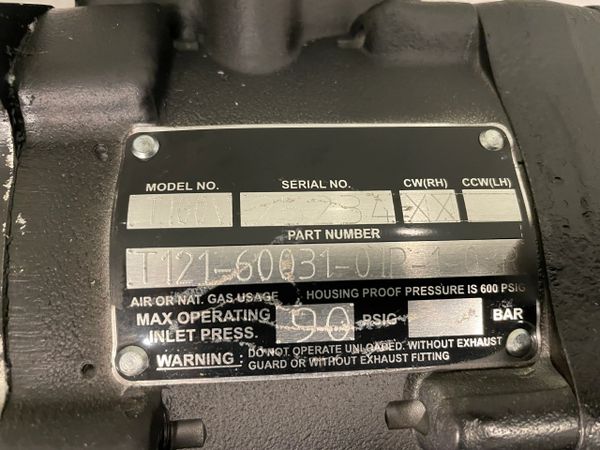 MODEL NO. SERIAL NO. CW(RH) CCW(LH)
XX
PART NUMBER
T121-60031-01R-1
AIR OR NAT. GAS USAGE HOUSING PROOF PRESSURE IS 600 PSIG
MAX OPERATING INLET PRESS. 90 PSIG BAR
WARNING : DO NOT OPERATE UNLOADED. WITHOUT EXHAUST
GUARD OR WITHOUT EXHAUST FITTING